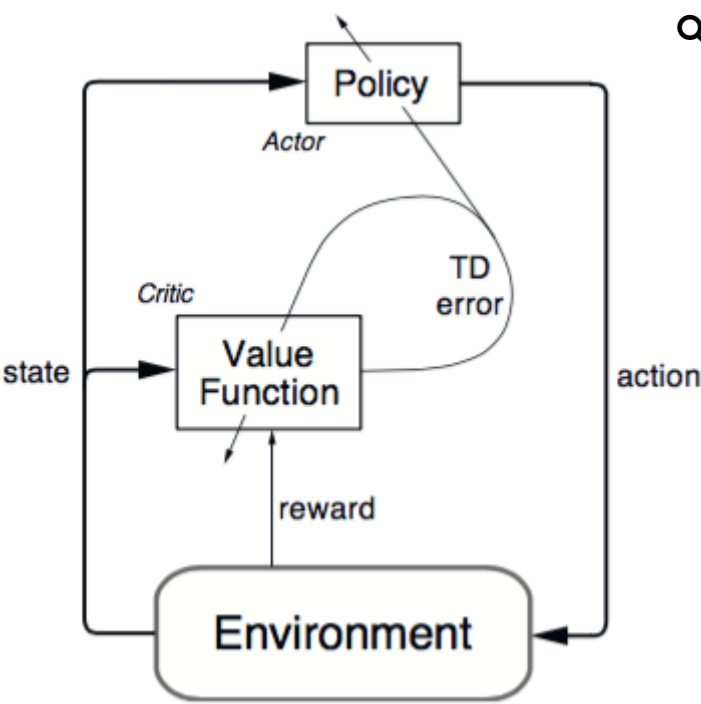 Policy
Actor
TD
error
Critic
Value
Function
state
action
reward
Environment